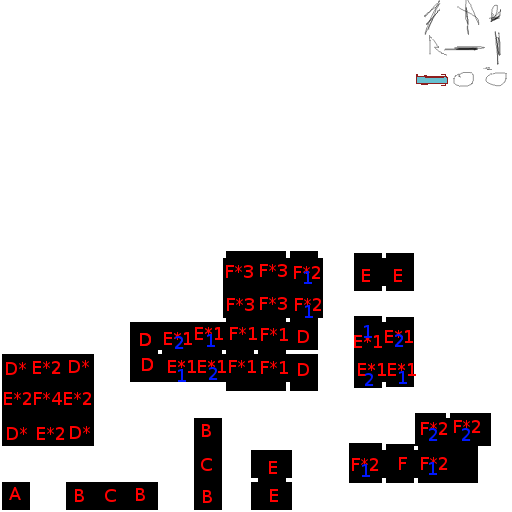 F*3 F*3 F*2 1 E E
F*3 F*3 F*2 1
D E*1 2 E*1 1 F*1 F*1 D 1 E*1 E*1 2
D E*1 1 E*1 2 F*1 F*1 D E*1 2 E*1 1
D* E*2 D*
E*2 F*4 E*2
D* E*2 D*
B F*2 2 F*2 2
C E F*2 1 F F*2 1
A B C B B E